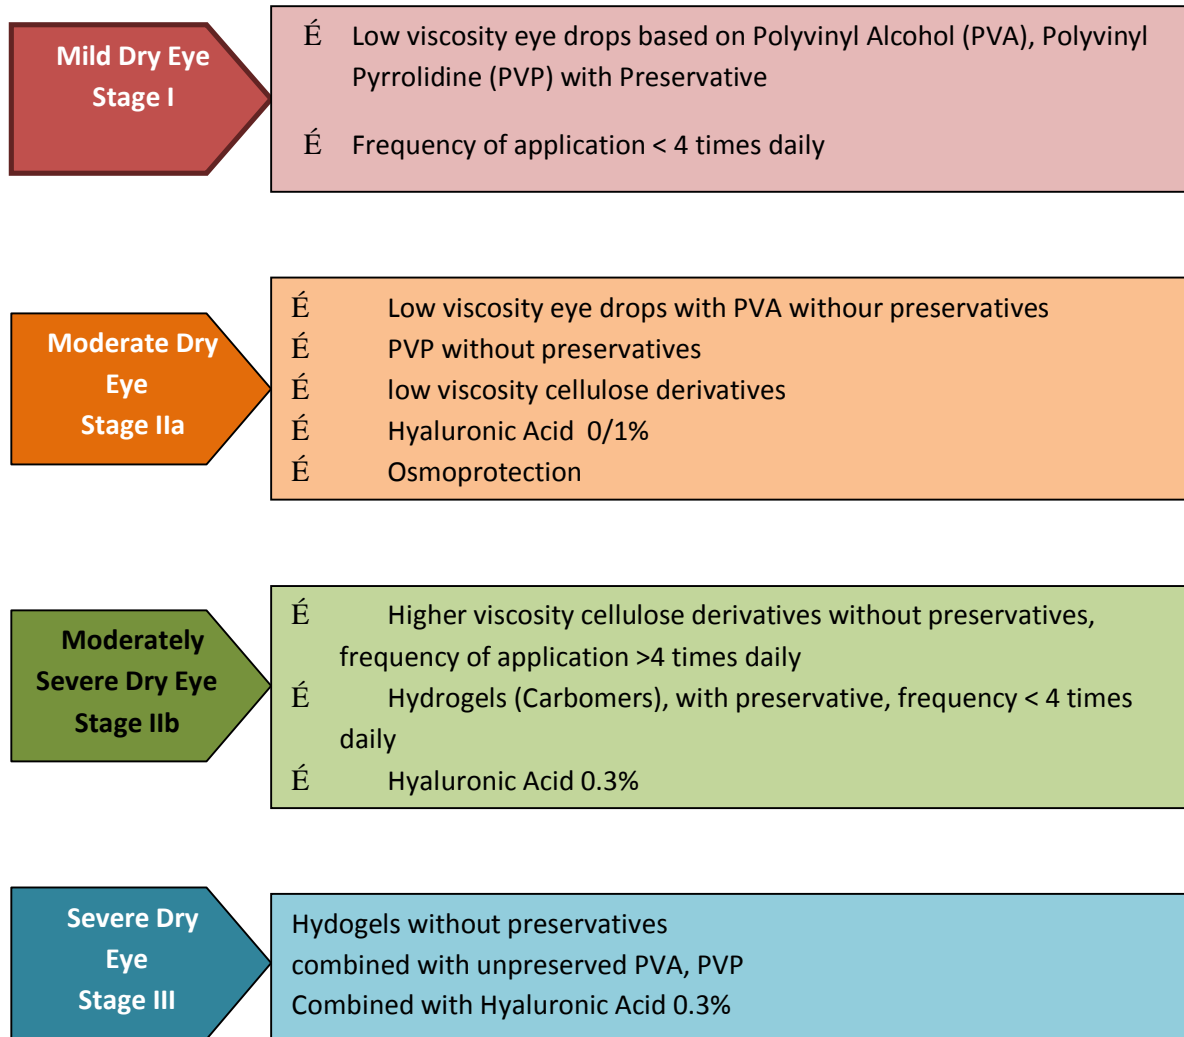 Mild Dry Eye
Stage I
É Low viscosity eye drops based on Polyvinyl Alcohol (PVA), Polyvinyl
Pyrrolidine (PVP) with Preservative
É Frequency of application < 4 times daily
Moderate Dry
Eye
Stage IIa
É Low viscosity eye drops with PVA withour preservatives
É PVP without preservatives
É low viscosity cellulose derivatives
É Hyaluronic Acid 0/1%
É Osmoprotection
Moderately
Severe Dry Eye
Stage IIb
É Higher viscosity cellulose derivatives without preservatives,
frequency of application >4 times daily
É Hydrogels (Carbomers), with preservative, frequency < 4 times
daily
É Hyaluronic Acid 0.3%
Severe Dry
Eye
Stage III
Hydogels without preservatives
combined with unpreserved PVA, PVP
Combined with Hyaluronic Acid 0.3%